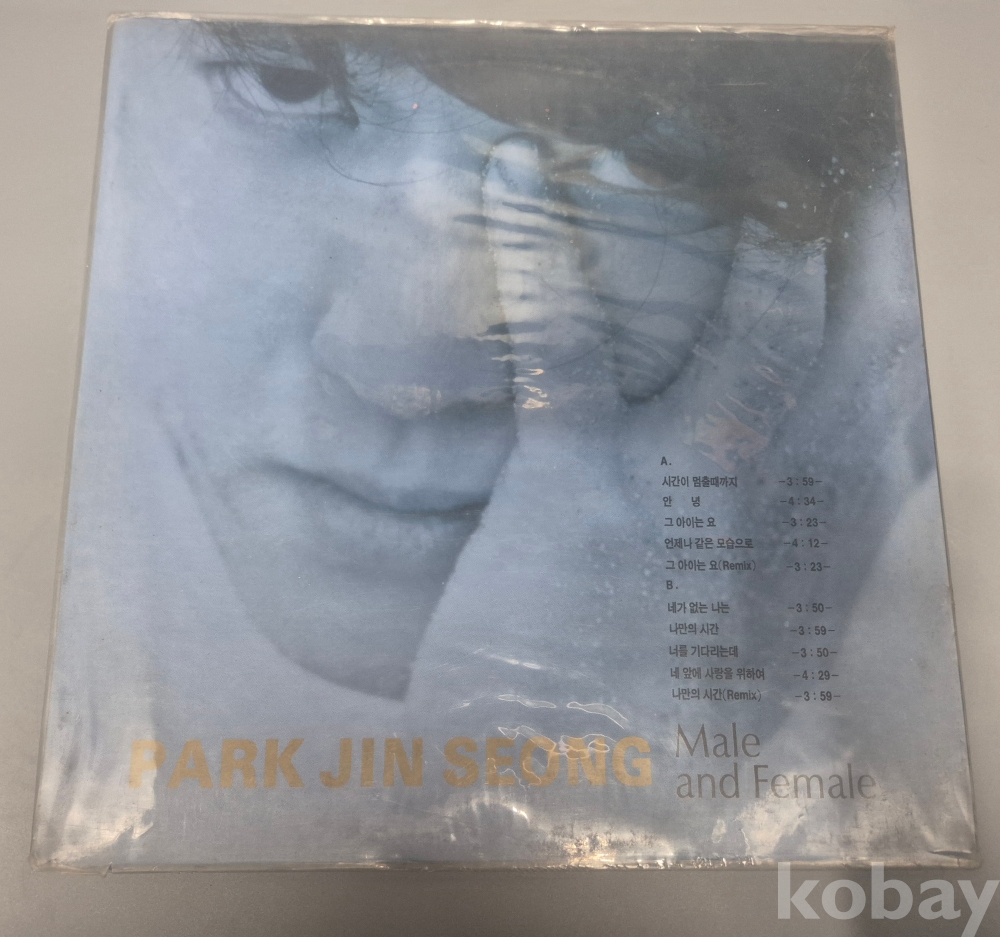 A.
시간이 멈출때까지 -3:59-
안 녕 -4:34-
그 아이는 요 -3:23-
언제나 같은 모습으로 -4:12-
그 아이는 요(Remix) -3:23-
B.
네가 없는 나는 -3:50-
나만의 시간 -3:59-
너를 기다리는데 -3:50-
네 앞에 사랑을 위하여 -4:29-
나만의 시간(Remix) -3:59-
PARK JIN SEONG
Male
and Female
kobay